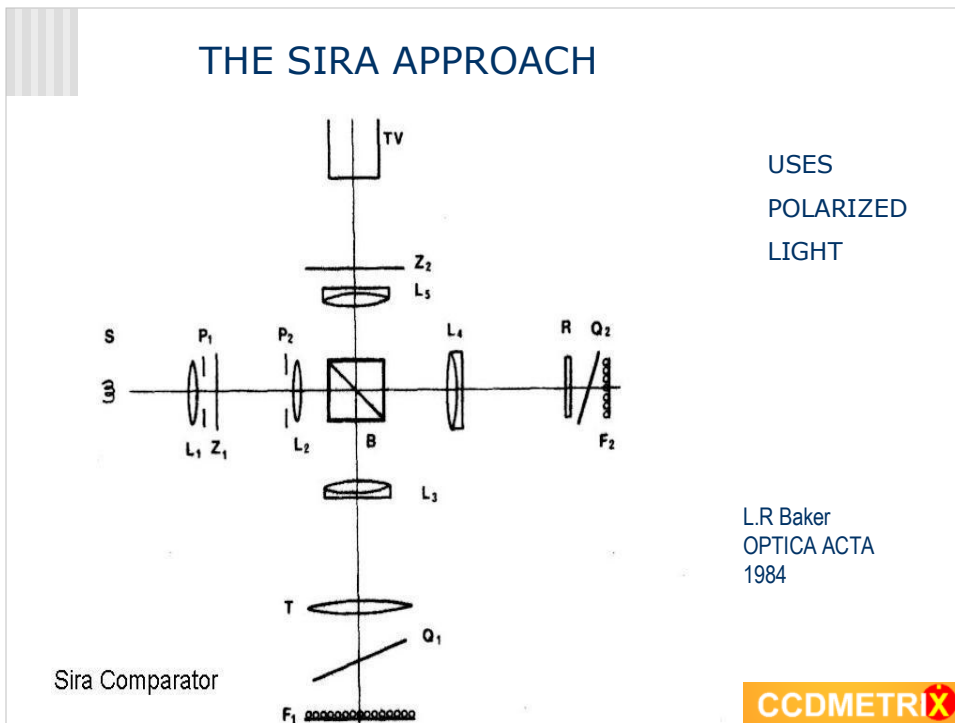 THE SIRA APPROACH
TV
USES
POLARIZED
LIGHT
Z₂
L₅
S
P₁
P₂
L₄
R
Q₂
L₁
Z₁
L₂
B
F₂
L₃
L.R Baker
OPTICA ACTA
1984
T
Q₁
Sira Comparator
F₁
CCDMETRIX